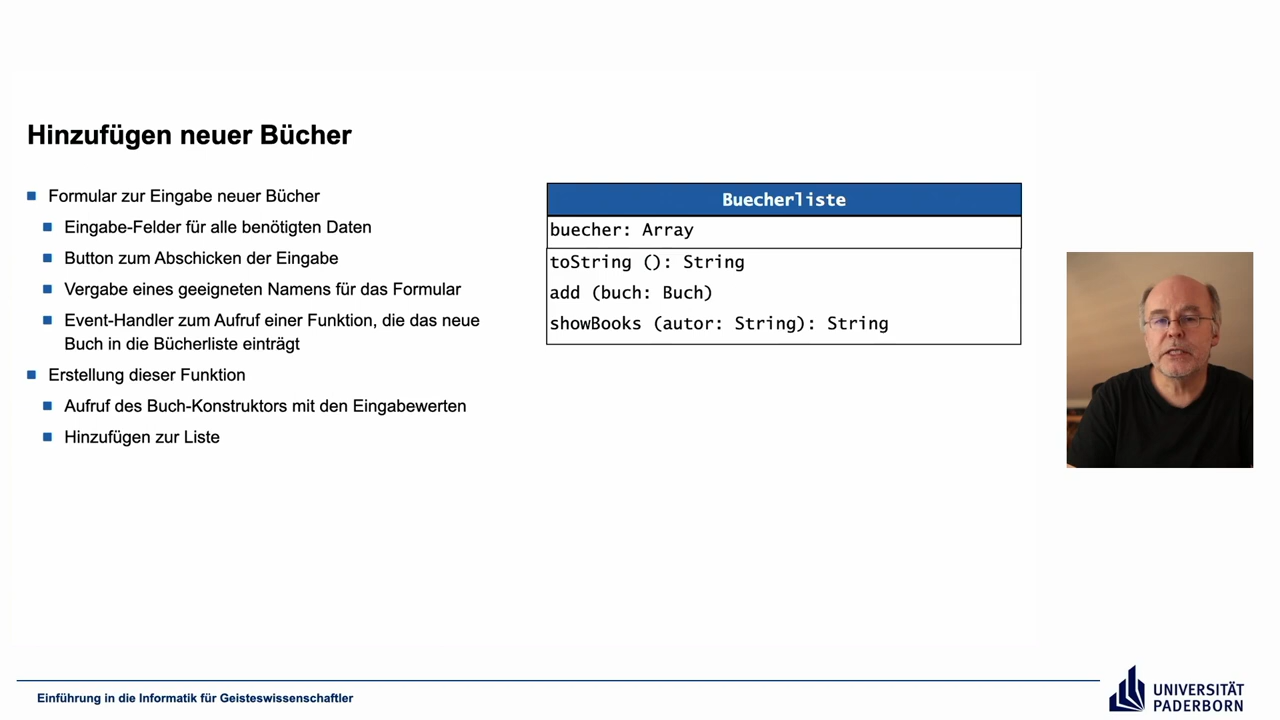 Hinzufügen neuer Bücher
Formular zur Eingabe neuer Bücher
Eingabe-Felder für alle benötigten Daten
Button zum Abschicken der Eingabe
Vergabe eines geeigneten Namens für das Formular
Event-Handler zum Aufruf einer Funktion, die das neue
Buch in die Bücherliste einträgt
Erstellung dieser Funktion
Aufruf des Buch-Konstruktors mit den Eingabewerten
Hinzufügen zur Liste
Buecherliste
buecher: Array
toString (): String
add (buch: Buch)
showBooks (autor: String): String
Einführung in die Informatik für Geisteswissenschaftler
UNIVERSITÄT
PADERBORN